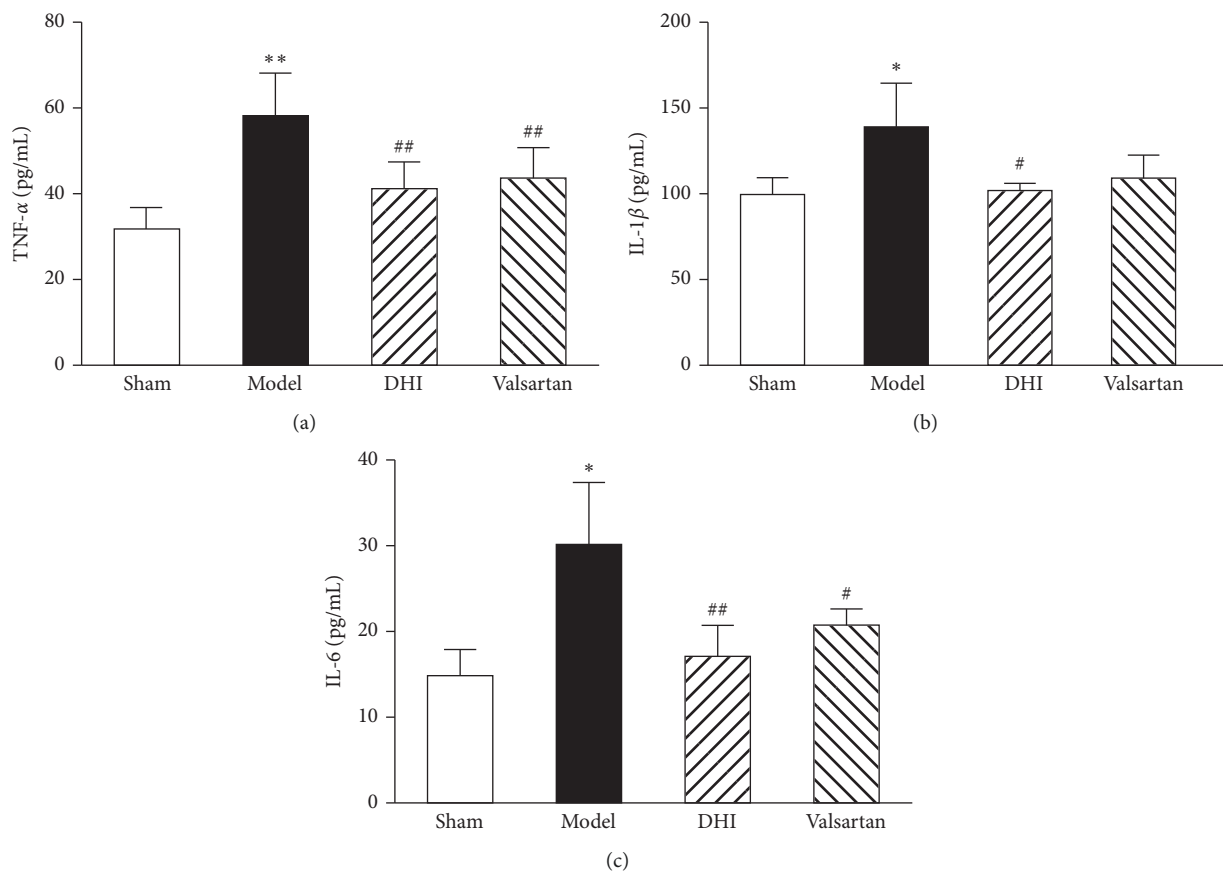 80
60
40
20
0
TNF-α (pg/mL)
**
##
##
Sham Model DHI Valsartan
(a)
200
150
100
50
0
IL-1β (pg/mL)
*
#
Sham Model DHI Valsartan
(b)
40
30
20
10
0
IL-6 (pg/mL)
*
##
#
Sham Model DHI Valsartan
(c)